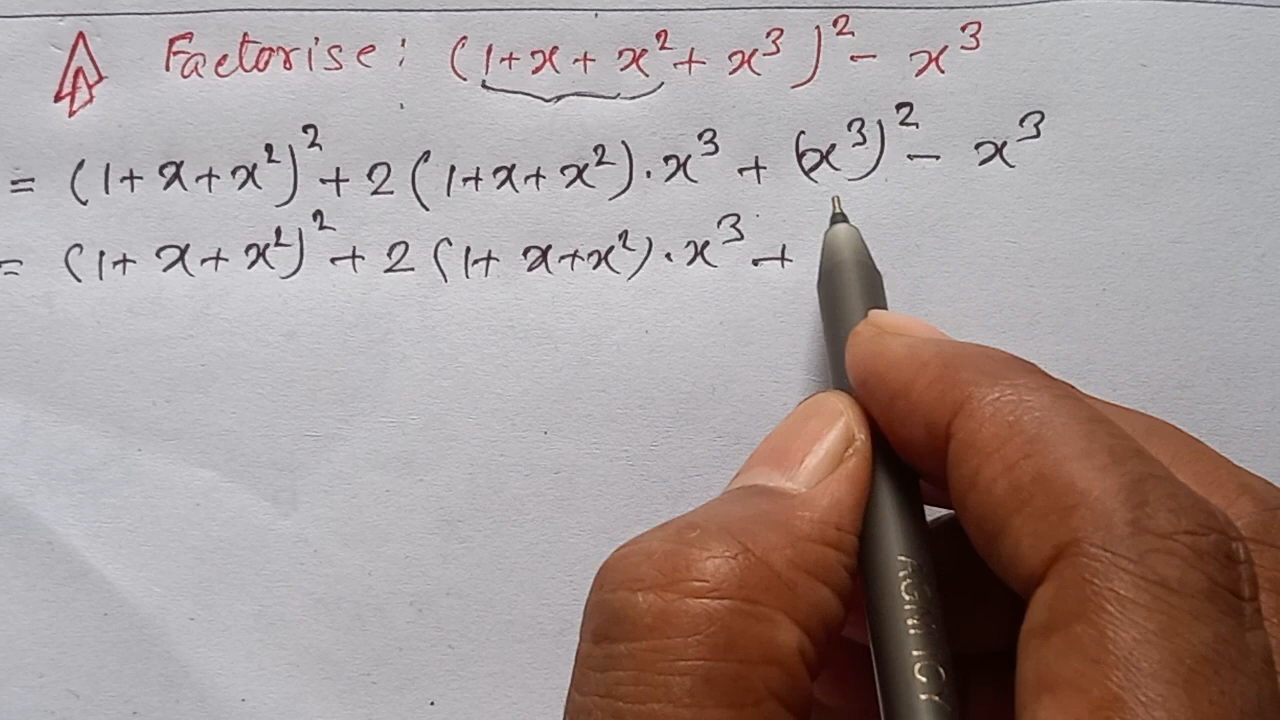 Factorise: (1+x+x²+x³)²-x³
= (1+x+x²)²+2(1+x+x²).x³+(x³)²-x³
= (1+x+x²)²+2(1+x+x²).x³+